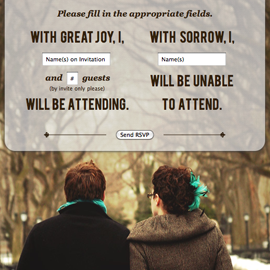 Please fill in the appropriate fields.
WITH GREAT JOY, I,
Name(s) on Invitation
and # guests
(by invite only please)
WILL BE ATTENDING.
WITH SORROW, I,
Name(s)
WILL BE UNABLE
TO ATTEND.
Send RSVP